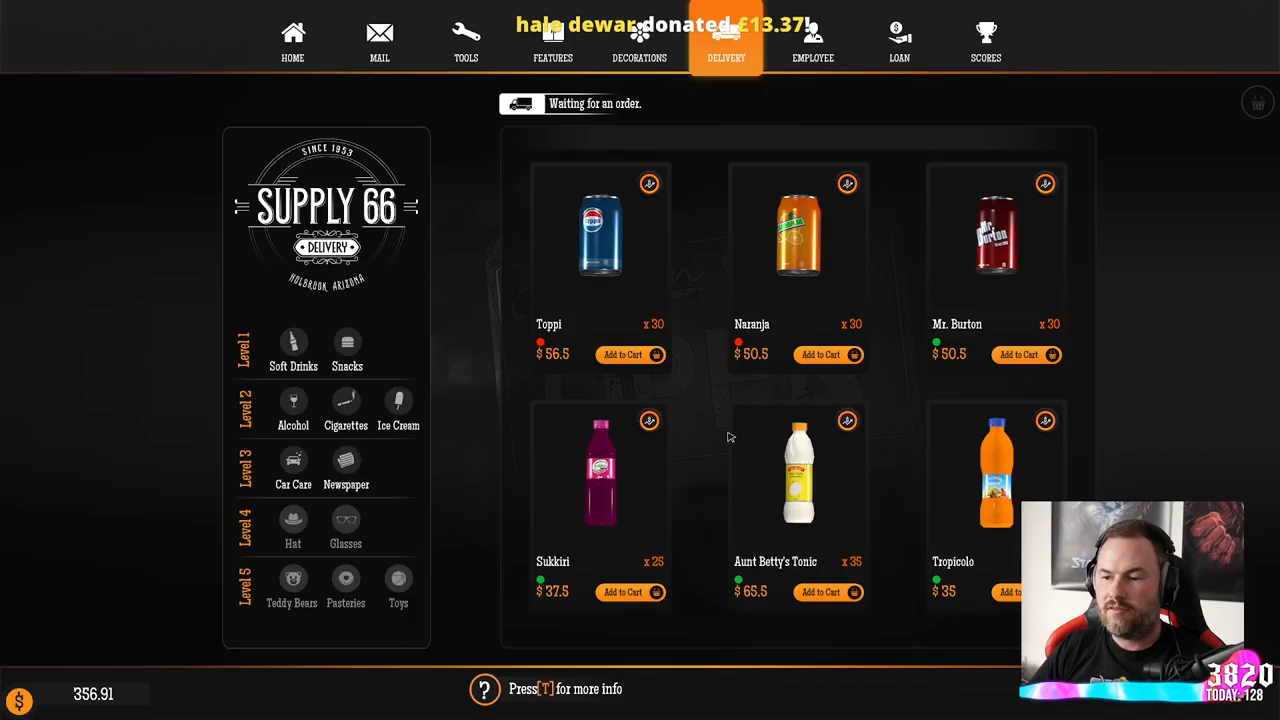 hala dewar donated £13.37!
HOME
MAIL
TOOLS
FEATURES
DECORATIONS
DELIVERY
EMPLOYEE
LOAN
SCORES
Waiting for an order.
SINCE 1953
SUPPLY 66
DELIVERY
HOLBROOK, ARIZONA
Level 1
Soft Drinks
Snacks
Level 2
Alcohol
Cigarettes
Ice Cream
Level 3
Car Care
Newspaper
Level 4
Hat
Glasses
Level 5
Teddy Bears
Pasteries
Toys
Toppi x 30
$ 56.5 Add to Cart
Naranja x 30
$ 50.5 Add to Cart
Mr. Burton
Mr. Burton x 30
$ 50.5 Add to Cart
Sukkiri x 25
$ 37.5 Add to Cart
Aunt Betty's Tonic x 35
$ 65.5 Add to Cart
Tropicolo
$ 35 Add to
$ 356.91
? Press [T] for more info
3820
TODAY: 128